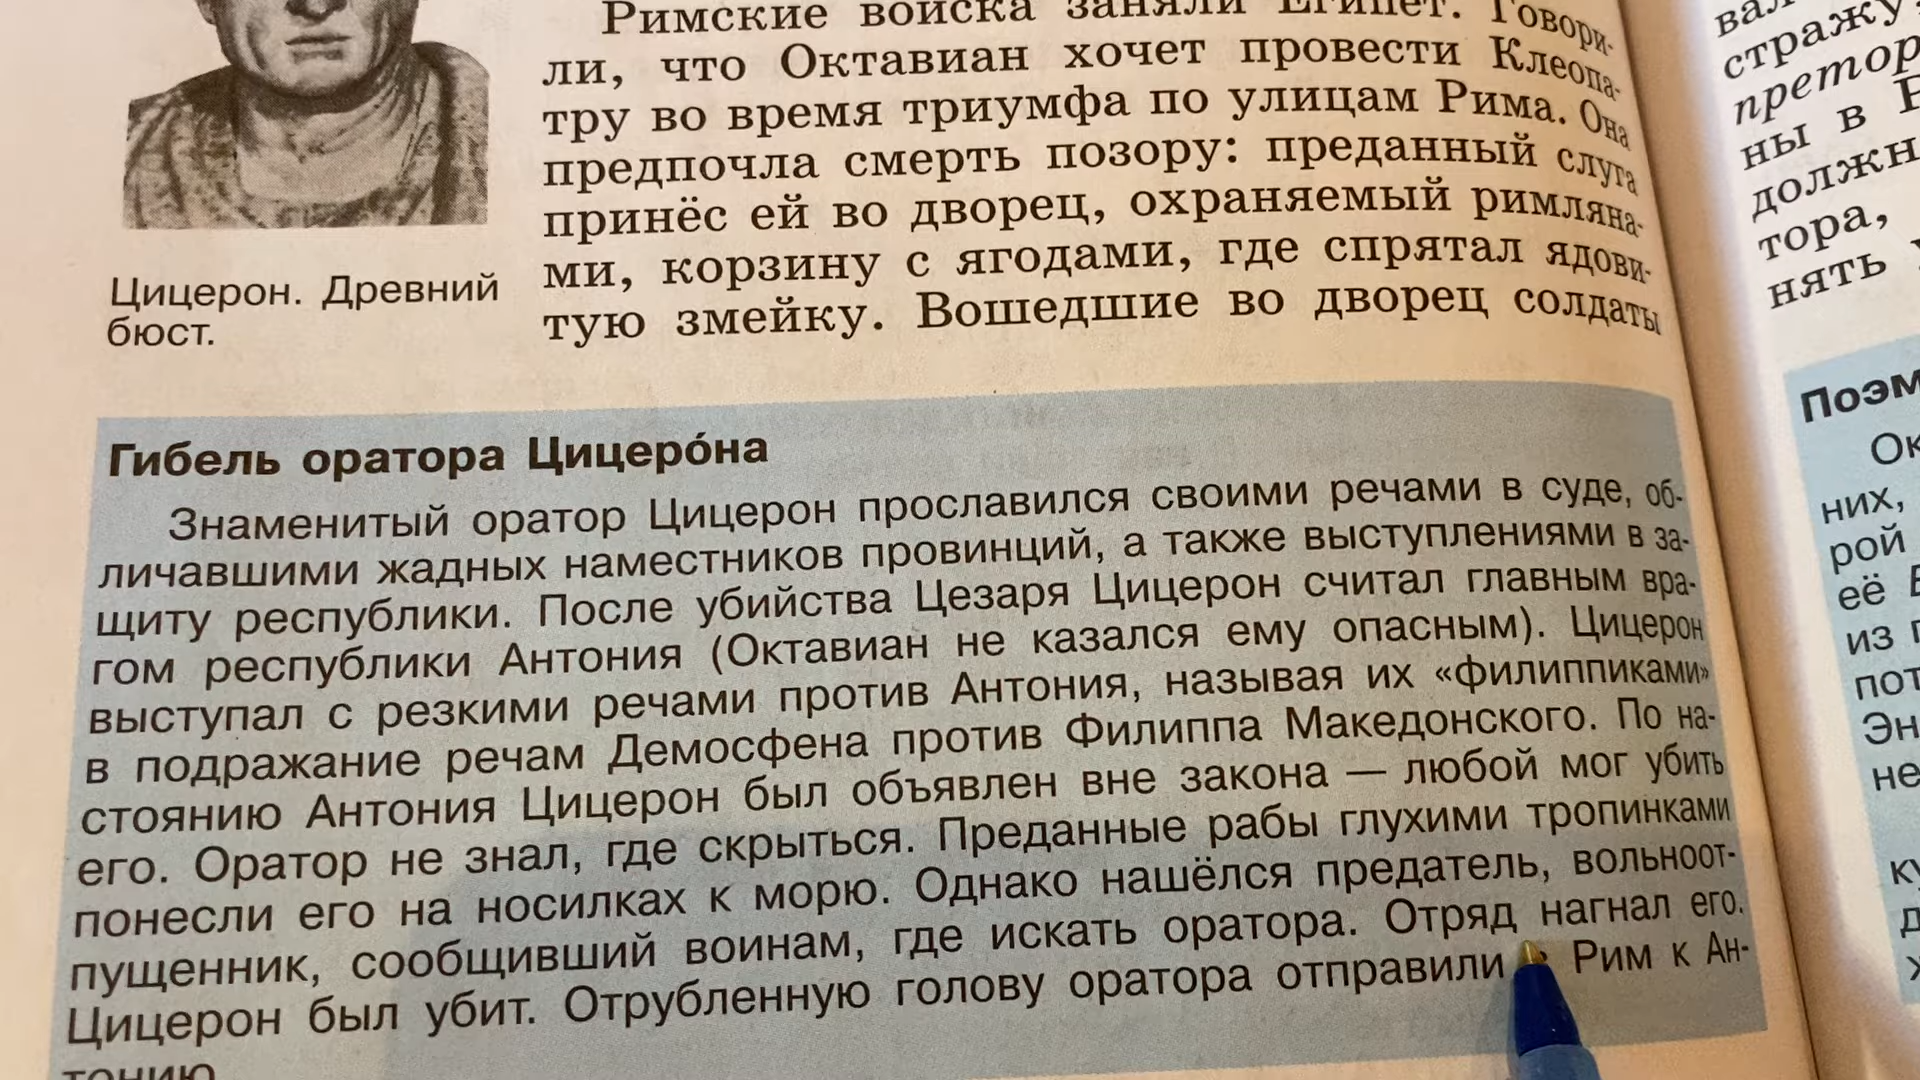 Римские войска заняли Египет. Говори-
ли, что Октавиан хочет провести Клеопа-
тру во время триумфа по улицам Рима. Она
предпочла смерть позору: преданный слуга
принёс ей во дворец, охраняемый римляна-
ми, корзину с ягодами, где спрятал ядови-
тую змейку. Вошедшие во дворец солдаты
Цицерон. Древний
бюст.
Гибель оратора Цицеро́на
Знаменитый оратор Цицерон прославился своими речами в суде, об-
личавшими жадных наместников провинций, а также выступлениями в за-
щиту республики. После убийства Цезаря Цицерон считал главным вра-
гом республики Антония (Октавиан не казался ему опасным). Цицерон
выступал с резкими речами против Антония, называя их «филиппиками»
в подражание речам Демосфена против Филиппа Македонского. По на-
стоянию Антония Цицерон был объявлен вне закона — любой мог убить
его. Оратор не знал, где скрыться. Преданные рабы глухими тропинками
понесли его на носилках к морю. Однако нашёлся предатель, вольноот-
пущенник, сообщивший воинам, где искать оратора. Отряд нагнал его.
Цицерон был убит. Отрубленную голову оратора отправили Рим к Ан-
тонию
стражу
претор
ны в
должн
тора,
нять
Поэм
Ок
них,
рой
её
из
пот
Эн
не